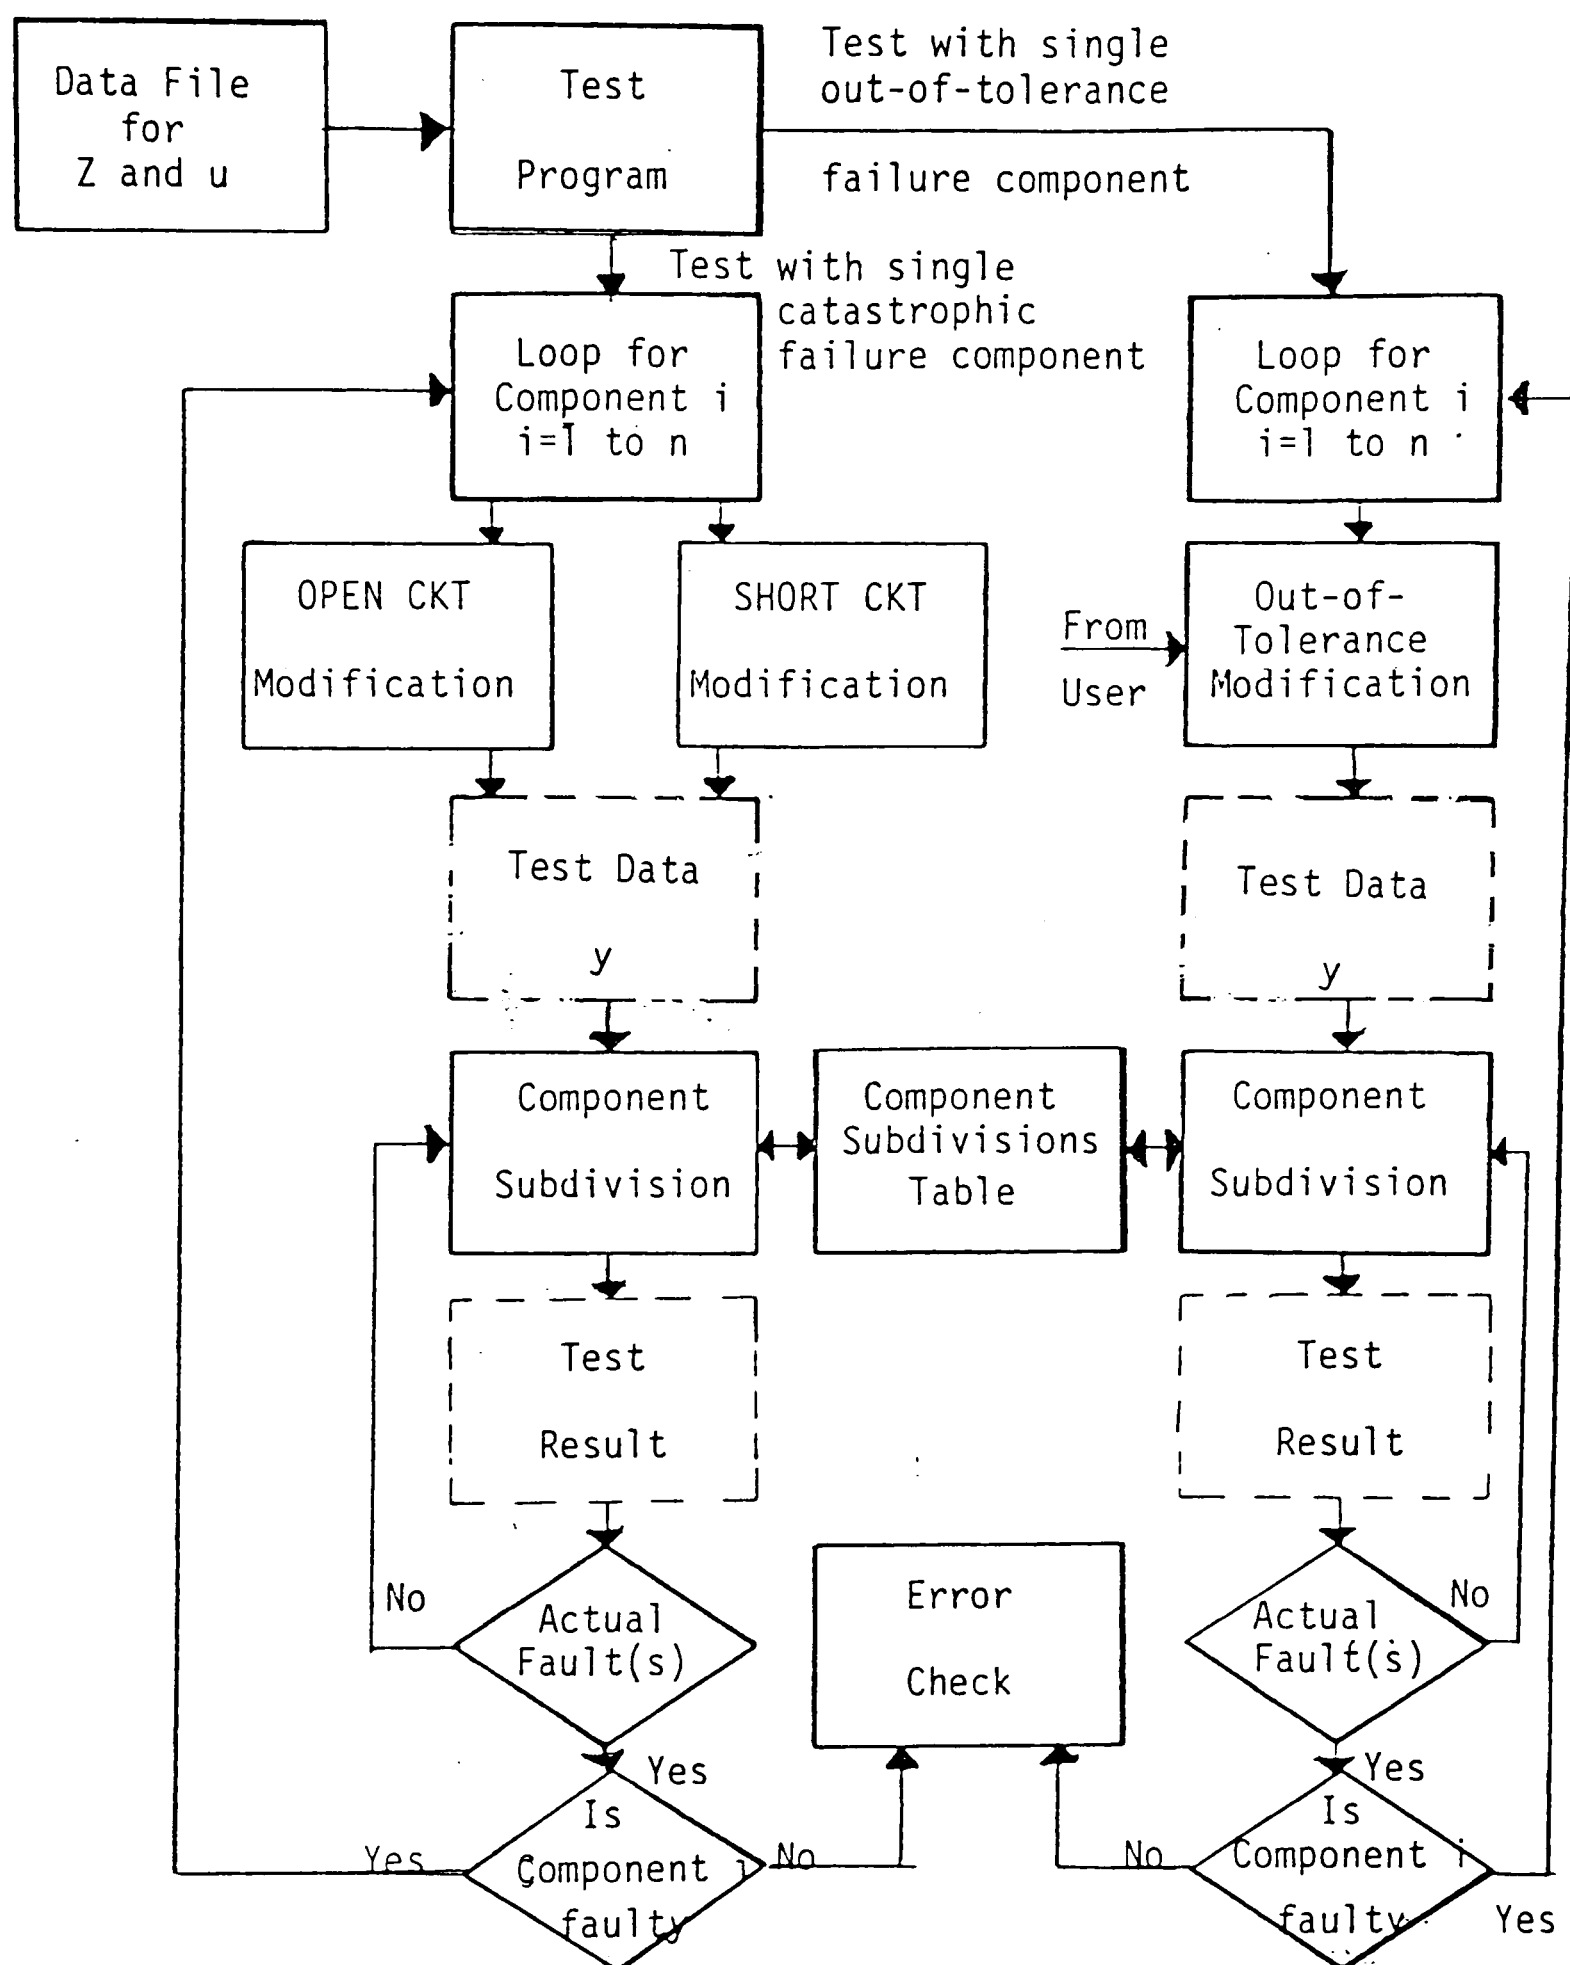 Data File
for
Z and u
Test
Program
Test with single
out-of-tolerance
failure component
Test with single
catastrophic
failure component
Loop for
Component i
i=1 to n
Loop for
Component i
i=1 to n
OPEN CKT
Modification
SHORT CKT
Modification
From
User
Out-of-
Tolerance
Modification
Test Data
y
Test Data
y
Component
Subdivision
Component
Subdivisions
Table
Component
Subdivision
Test
Result
Test
Result
No
Actual
Fault(s)
Error
Check
Actual
Fault(s)
No
Yes
Yes
Is
Component i
faulty
Yes
No
Is
Component i
faulty
No
Yes